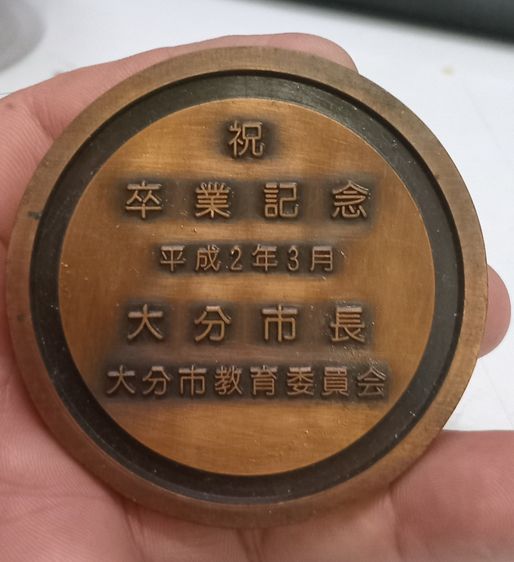 祝
卒業記念
平成2年3月
大分市長
大分市教育委員会